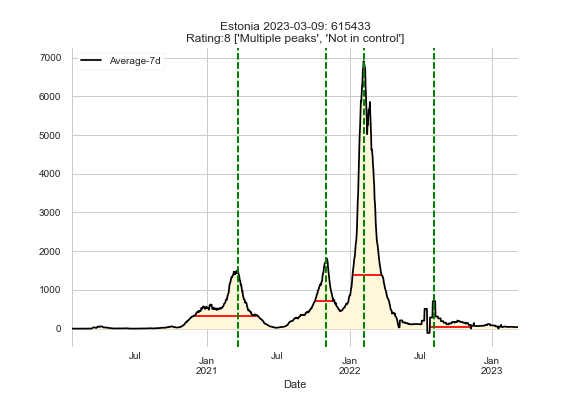 Estonia 2023-03-09: 615433
Rating:8 ['Multiple peaks', 'Not in control']
Average-7d
7000
6000
5000
4000
3000
2000
1000
0
Jul
Jan
2021
Jul
Jan
2022
Jul
Jan
2023
Date